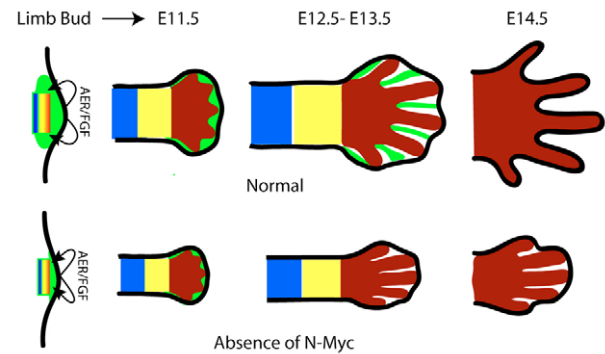 Limb Bud E11.5 E12.5- E13.5 E14.5
AER/FGF
Normal
AER/FGF
Absence of N-Myc